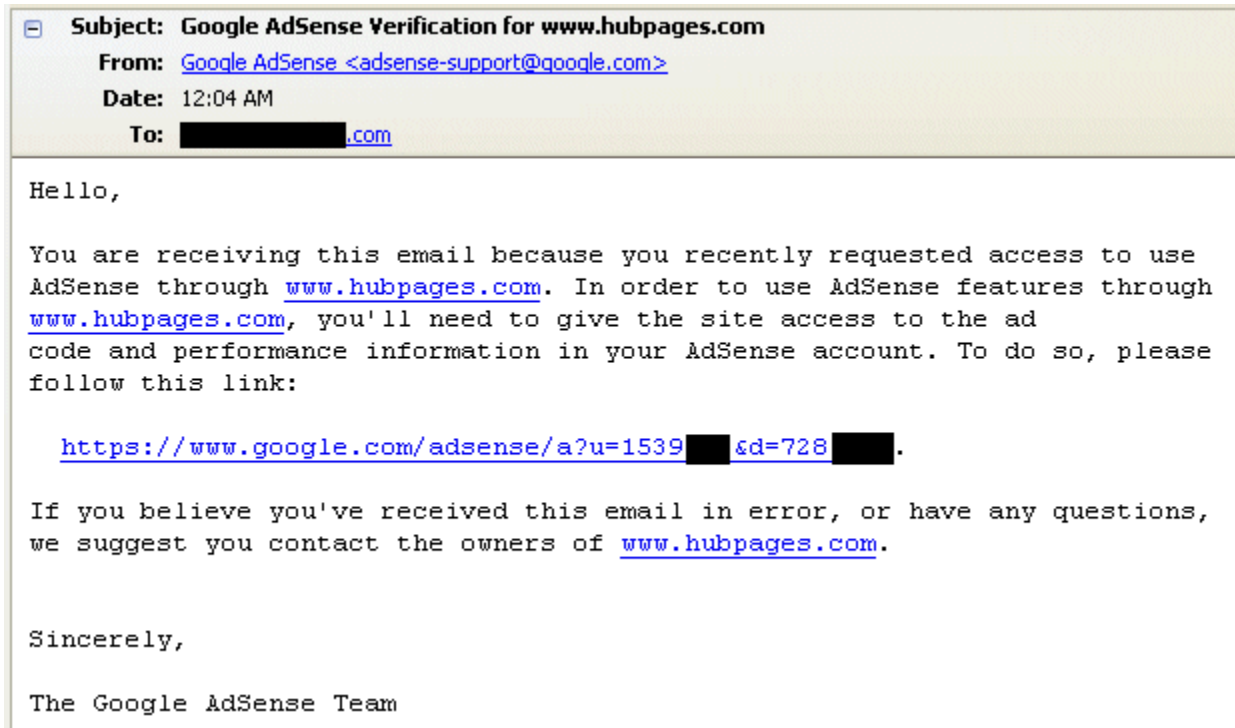 Subject: Google AdSense Verification for www.hubpages.com
From: Google AdSense <adsense-support@google.com>
Date: 12:04 AM
To: .com
Hello,
You are receiving this email because you recently requested access to use
AdSense through www.hubpages.com. In order to use AdSense features through
www.hubpages.com, you'll need to give the site access to the ad
code and performance information in your AdSense account. To do so, please
follow this link:
https://www.google.com/adsense/a?u=1539 &d=728 .
If you believe you've received this email in error, or have any questions,
we suggest you contact the owners of www.hubpages.com.
Sincerely,
The Google AdSense Team